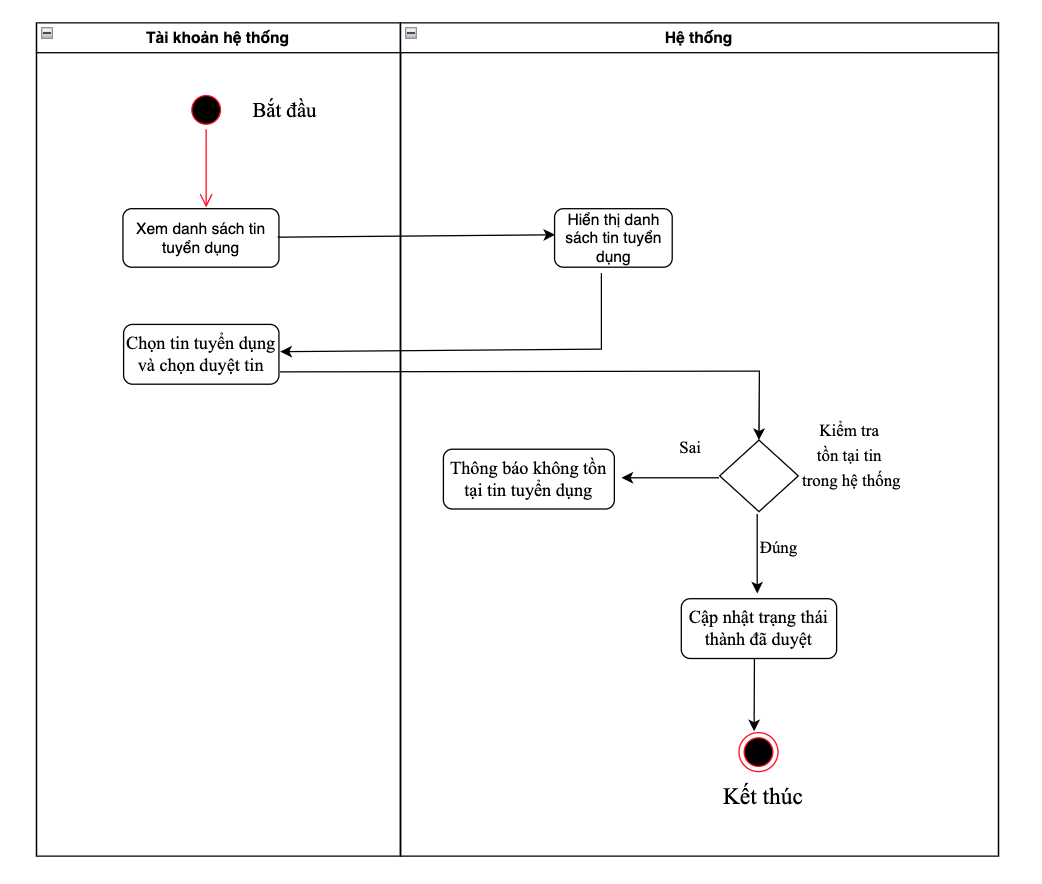 Tài khoản hệ thống
Hệ thống
Bắt đầu
Xem danh sách tin
tuyển dụng
Hiển thị danh
sách tin tuyển
dụng
Chọn tin tuyển dụng
và chọn duyệt tin
Kiểm tra
tồn tại tin
trong hệ thống
Sai
Thông báo không tồn
tại tin tuyển dụng
Đúng
Cập nhật trạng thái
thành đã duyệt
Kết thúc